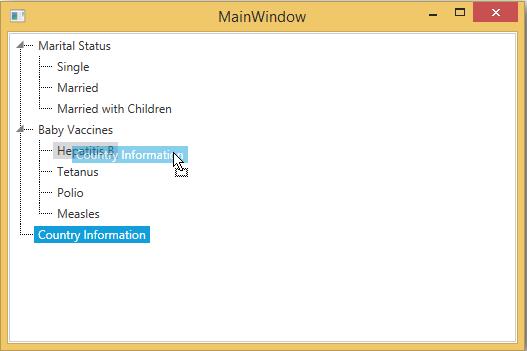 MainWindow
Marital Status
Single
Married
Married with Children
Baby Vaccines
Hepatitis B
Country Information
Tetanus
Polio
Measles
Country Information